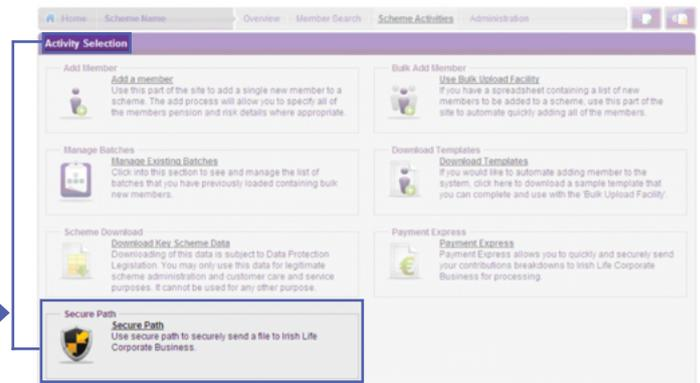 Home Scheme Name Overview Member Search Scheme Activities Administration
Activity Selection
Add Member
Add a member
Use this part of the site to add a single new member to a
scheme. The add process will allow you to specify all of
the members pension and risk details where appropriate.
Bulk Add Member
Use Bulk Upload Facility
If you have a spreadsheet containing a list of new
members to be added to a scheme, use this part of the
site to automate quickly adding all of the members.
Manage Batches
Manage Existing Batches
Click into this section to see and manage the list of
batches that you have previously loaded containing bulk
new members.
Download Templates
Download Templates
If you would like to automate adding member to the
system, click here to download a sample template that
you can complete and use with the 'Bulk Upload Facility'.
Scheme Download
Download Key Scheme Data
Downloading of this data is subject to Data Protection
Legislation. You may only use this data for legitimate
scheme administration and customer care and service
purposes. It cannot be used for any other purpose.
Payment Express
Payment Express
Payment Express allows you to quickly and securely send
your contributions breakdowns to Irish Life Corporate
Business for processing.
Secure Path
Secure Path
Use secure path to securely send a file to Irish Life
Corporate Business.